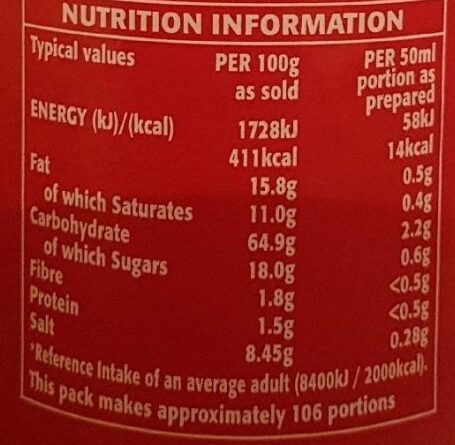 NUTRITION INFORMATION
Typical values PER 100g as sold PER 50ml portion as prepared
ENERGY (kJ)/(kcal) 1728kJ 58kJ
411kcal 14kcal
Fat 15.8g 0.5g
of which Saturates 11.0g 0.4g
Carbohydrate 64.9g 2.2g
of which Sugars 18.0g 0.6g
Fibre 1.8g <0.5g
Protein 1.5g <0.5g
Salt 8.45g 0.28g
*Reference Intake of an average adult (8400kJ / 2000kcal).
This pack makes approximately 106 portions